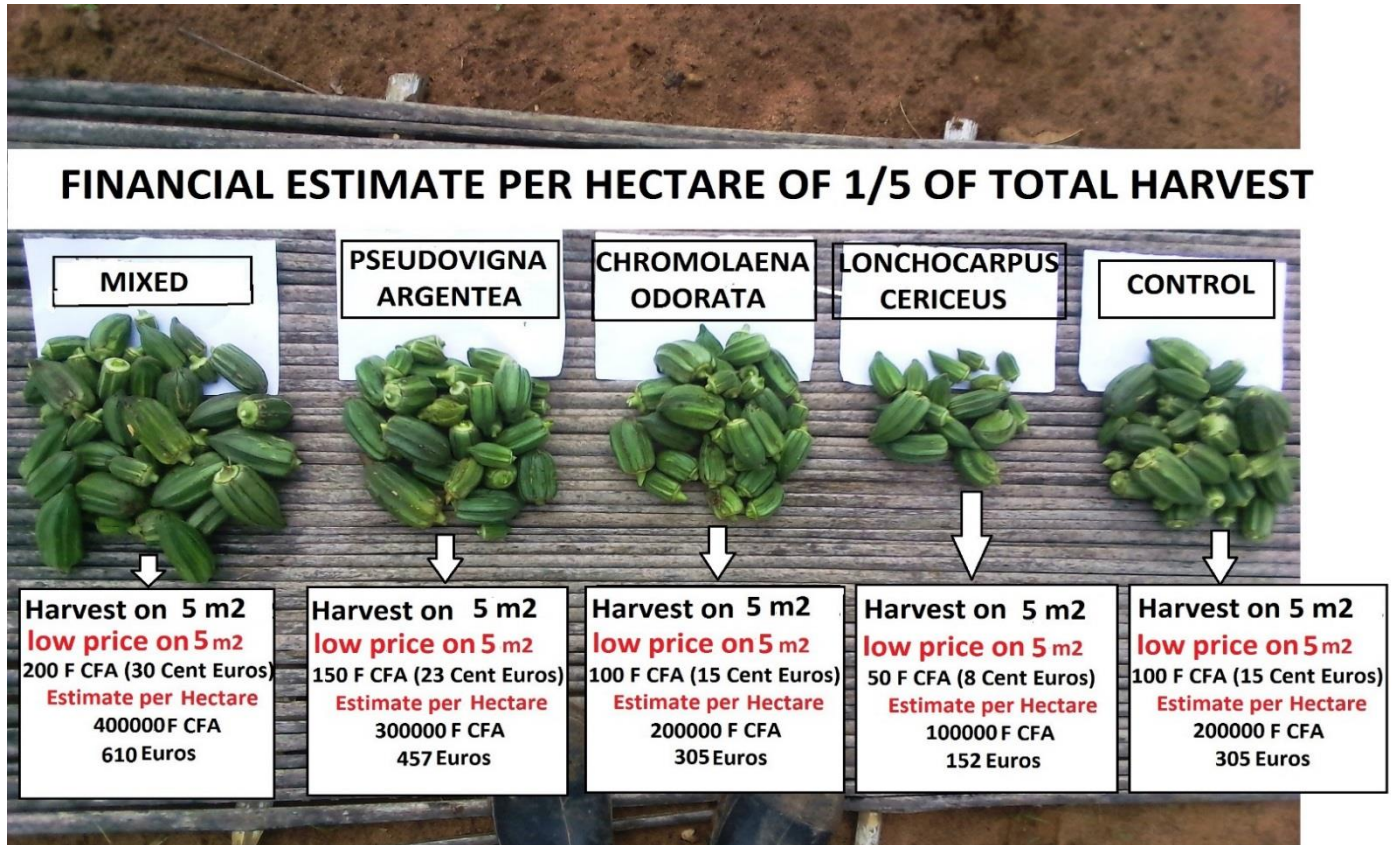 FINANCIAL ESTIMATE PER HECTARE OF 1/5 OF TOTAL HARVEST
MIXED
PSEUDOVIGNA
ARGENTEA
CHROMOLAENA
ODORATA
LONCHOCARPUS
CERICEUS
CONTROL
Harvest on 5 m2
low price on 5 m2
200 F CFA (30 Cent Euros)
Estimate per Hectare
400000 F CFA
610 Euros
Harvest on 5 m2
low price on 5 m2
150 F CFA (23 Cent Euros)
Estimate per Hectare
300000 F CFA
457 Euros
Harvest on 5 m2
low price on 5 m2
100 F CFA (15 Cent Euros)
Estimate per Hectare
200000 F CFA
305 Euros
Harvest on 5 m2
low price on 5 m2
50 F CFA (8 Cent Euros)
Estimate per Hectare
100000 F CFA
152 Euros
Harvest on 5 m2
low price on 5 m2
100 F CFA (15 Cent Euros)
Estimate per Hectare
200000 F CFA
305 Euros